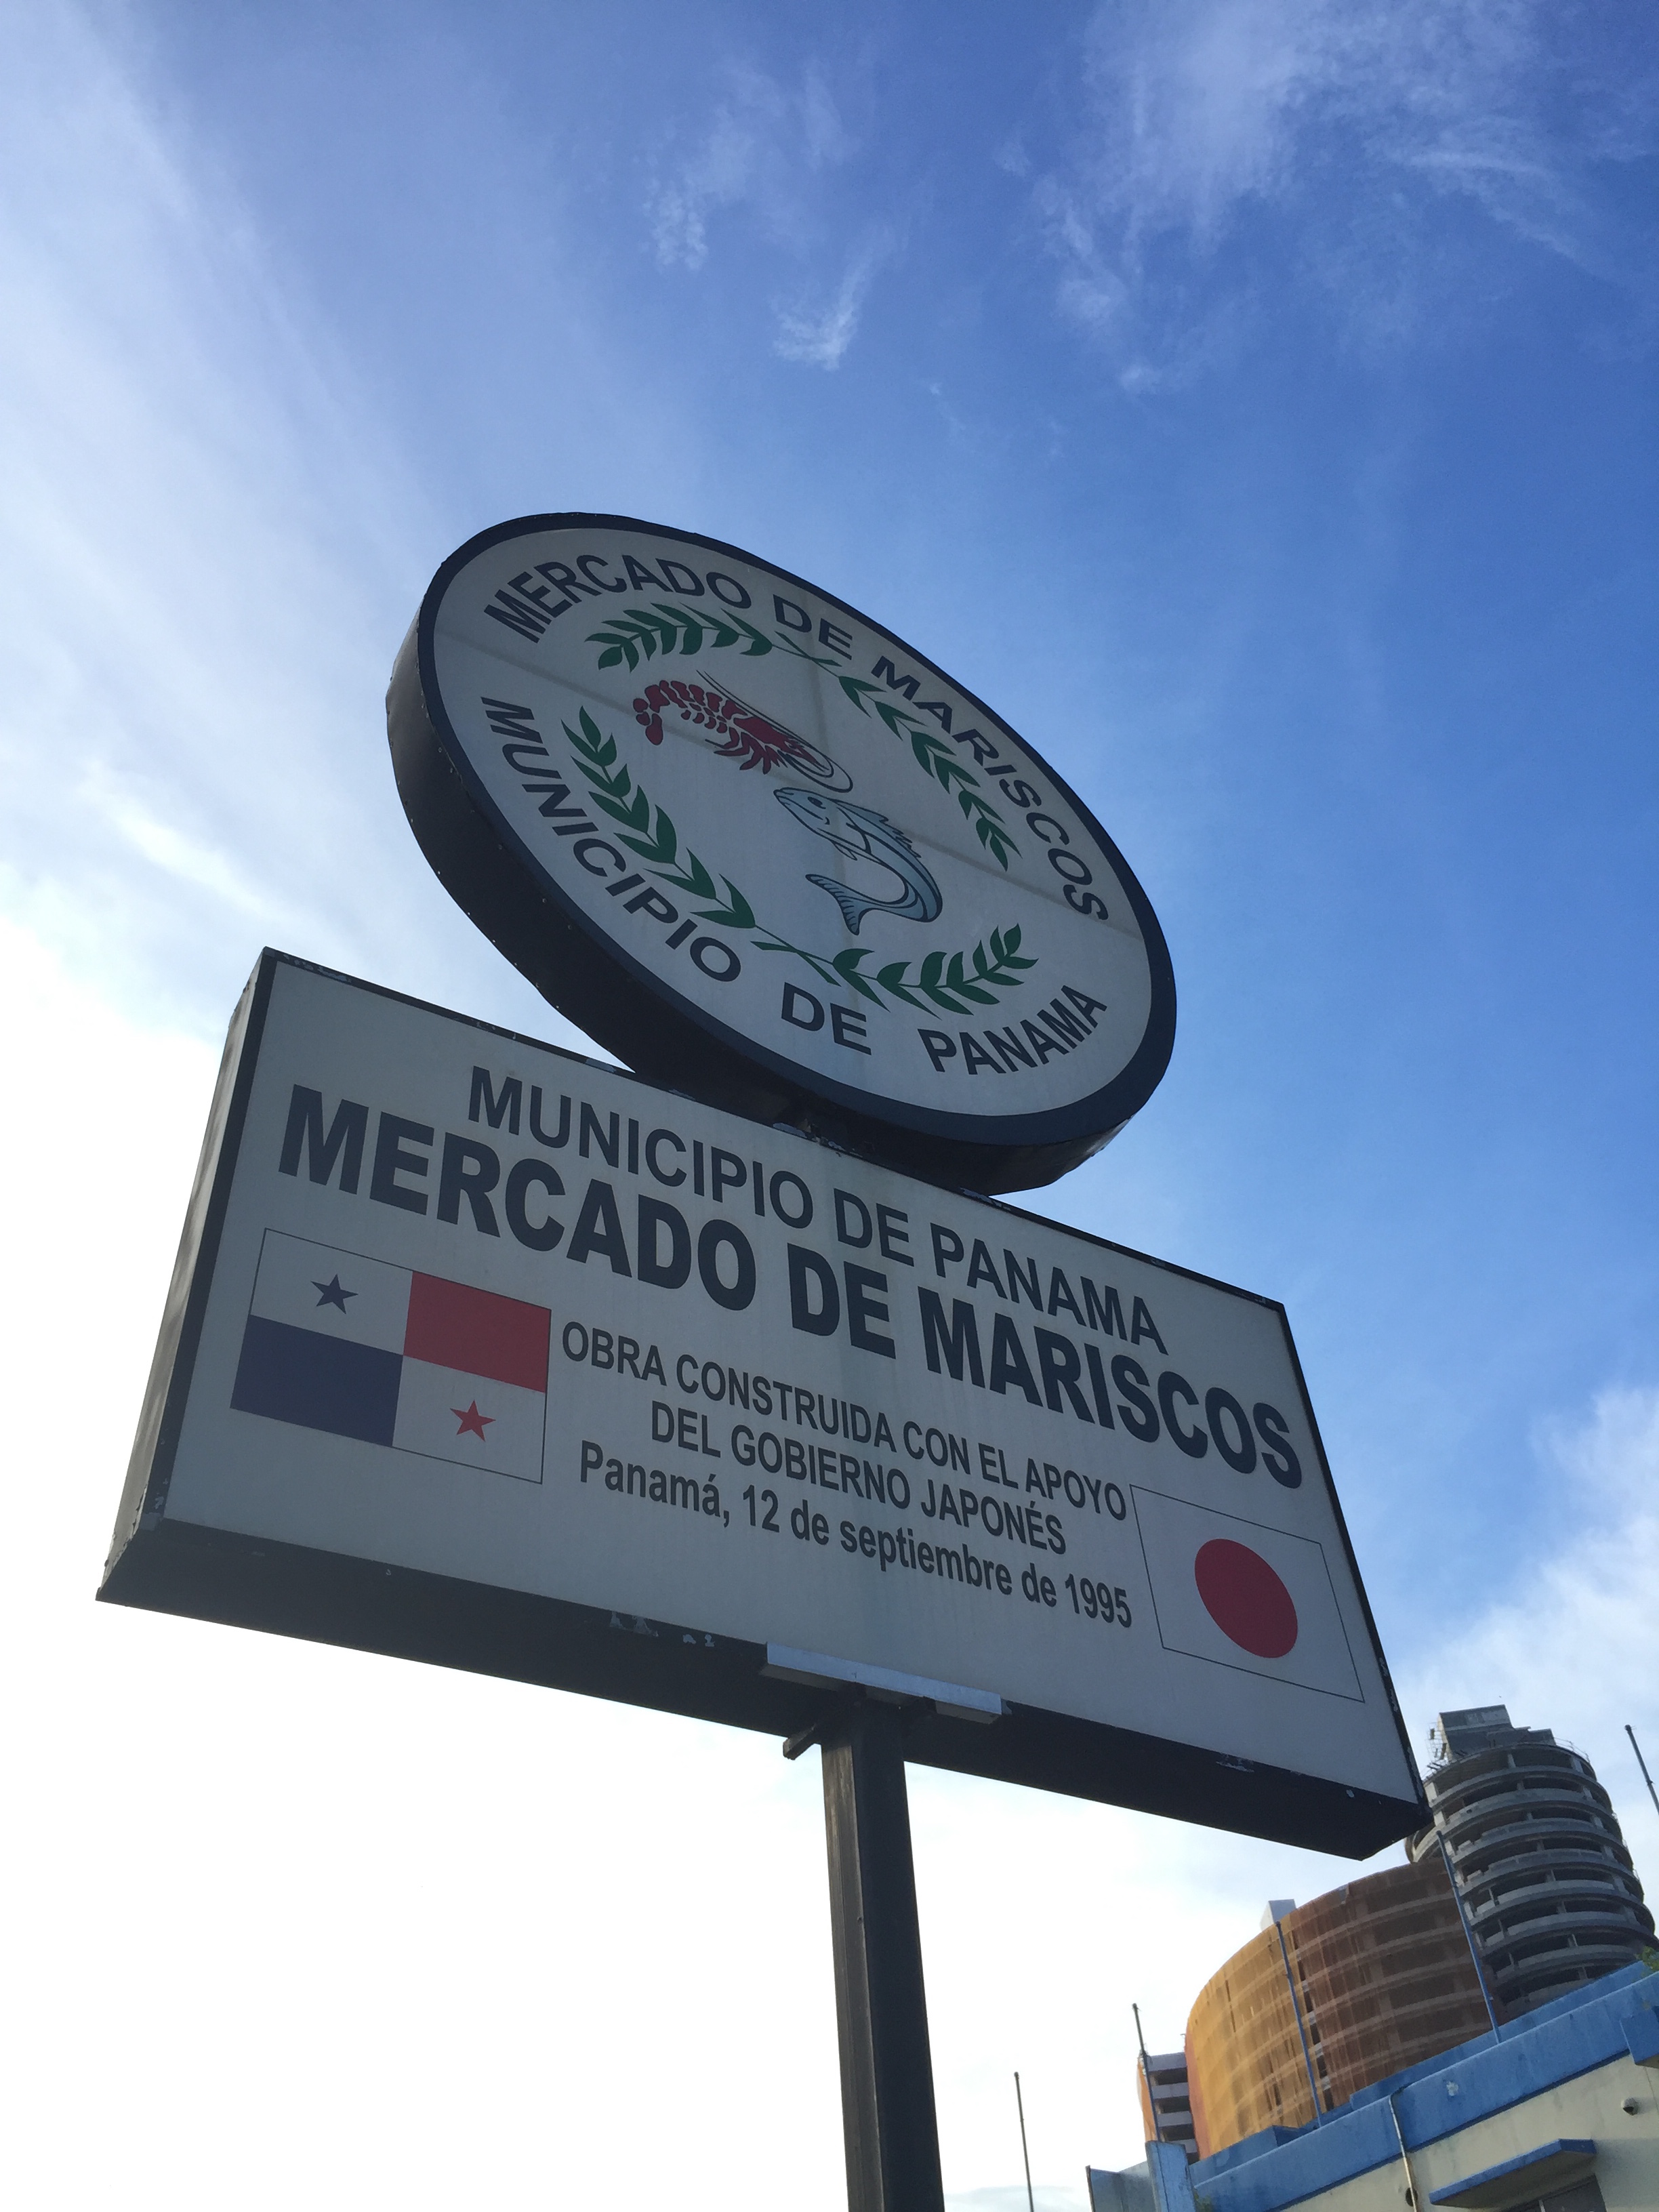 MERCADO DE MARISCOS
MUNICIPIO DE PANAMA
MUNICIPIO DE PANAMA
MERCADO DE MARISCOS
OBRA CONSTRUIDA CON EL APOYO
DEL GOBIERNO JAPONÉS
Panamá, 12 de septiembre de 1995